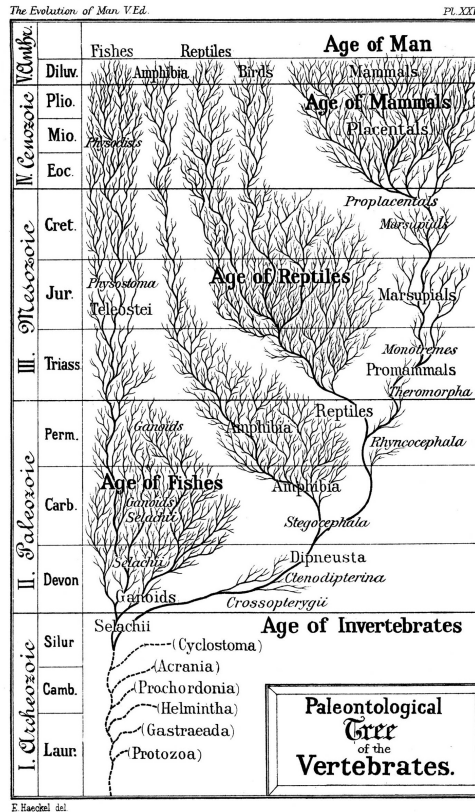 The Evolution of Man V.Ed.
Pl. XXI
V. Anthr.
Fishes
Reptiles
Age of Man
Diluv.
Amphibia
Birds
Mammals
IV. Cenozoic
Plio.
Age of Mammals
Mio.
Physoclists
Placentals
Eoc.
Proplacentals
III. Mesozoic
Cret.
Marsupials
Age of Reptiles
Jur.
Physostoma
Teleostei
Marsupials
Monotremes
Triass
Promammals
Theromorpha
Reptiles
II. Paleozoic
Perm.
Ganoids
Amphibia
Rhyncocephala
Age of Fishes
Amphibia
Carb.
Ganoids
Selachii
Stegocephala
Dipneusta
Devon
Selachii
Ctenodipterina
Ganoids
Crossopterygii
I. Archeozoic
Selachii
Age of Invertebrates
Silur
(Cyclostoma)
(Acrania)
Camb.
(Prochordonia)
(Helmintha)
(Gastraeada)
Laur.
(Protozoa)
Paleontological
Tree
of the
Vertebrates.
E. Haeckel del.